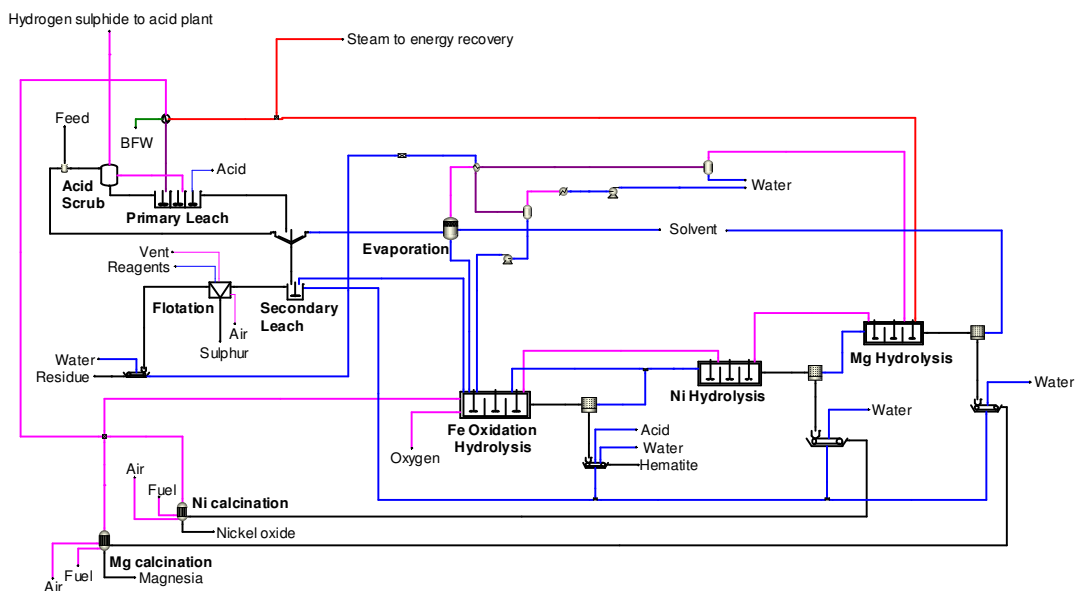 Hydrogen sulphide to acid plant
Steam to energy recovery
Feed
BFW
Acid
Scrub
Acid
Primary Leach
Water
Solvent
Evaporation
Vent
Reagents
Flotation
Secondary
Leach
Air
Sulphur
Water
Residue
Mg Hydrolysis
Ni Hydrolysis
Water
Water
Fe Oxidation
Hydrolysis
Oxygen
Acid
Water
Hematite
Air
Fuel
Ni calcination
Nickel oxide
Mg calcination
Fuel
Air
Magnesia